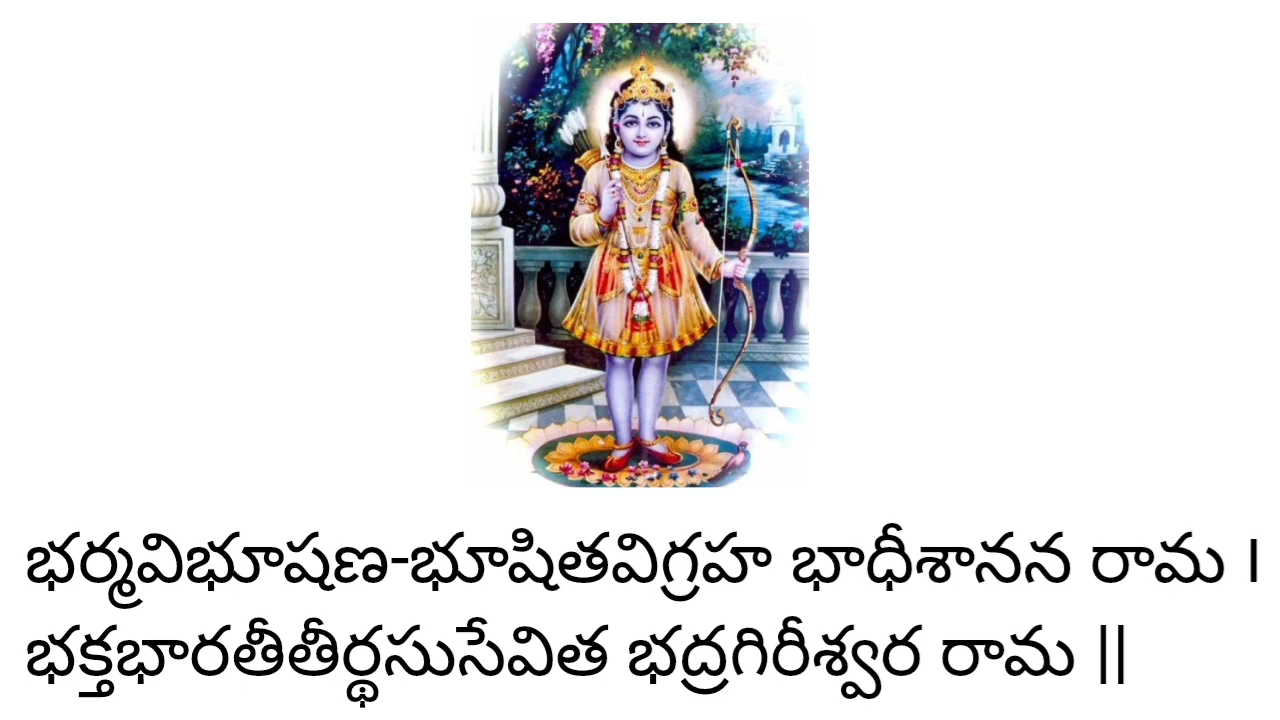 భర్మవిభూషణ-భూషితవిగ్రహ భాధీశానన రామ ।
భక్తభారతీతీర్థసుసేవిత భద్రగిరీశ్వర రామ ||